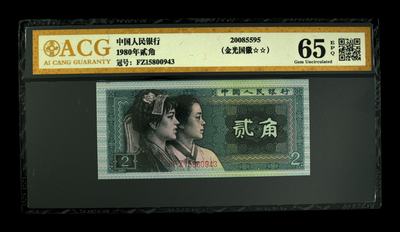 ACG
AI CANG GUARANTY
中国人民银行
1980年贰角
冠号: FZ15800943
20085595
(金光国徽☆☆)
65 EPQ
Gem Uncirculated
中国人民银行
贰角
2
2
FZ15800943